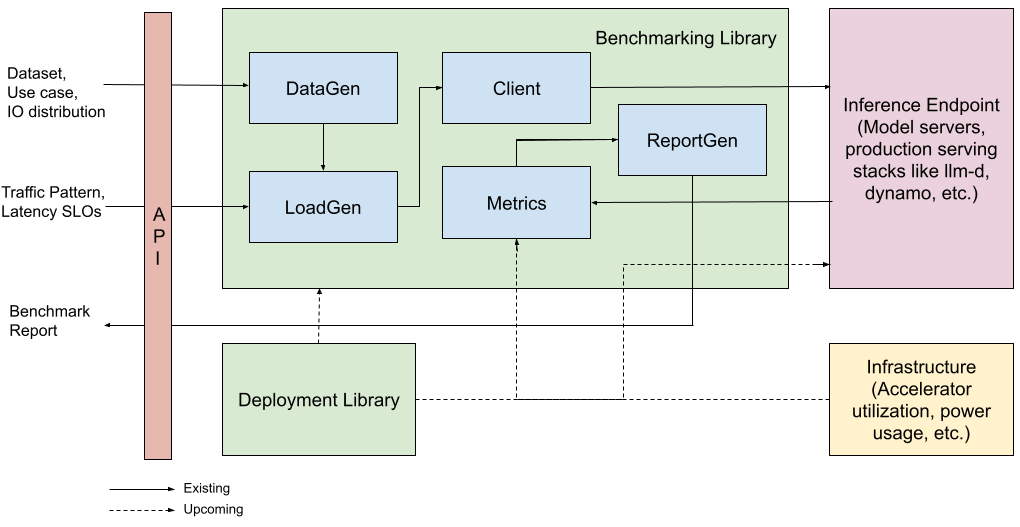 Benchmarking Library
Dataset,
Use case,
IO distribution
DataGen
Client
Inference Endpoint
(Model servers,
production serving
stacks like llm-d,
dynamo, etc.)
ReportGen
Traffic Pattern,
Latency SLOs
A
P
I
LoadGen
Metrics
Benchmark
Report
Deployment Library
Infrastructure
(Accelerator
utilization, power
usage, etc.)
Existing
Upcoming